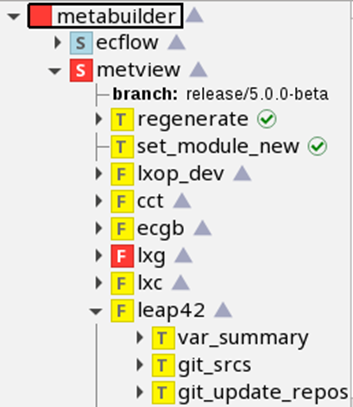 metabuilder
S ecflow
S metview
branch: release/5.0.0-beta
T regenerate
T set_module_new
F lxop_dev
F cct
F ecgb
F lxg
F lxc
F leap42
T var_summary
T git_srcs
T git_update_repos